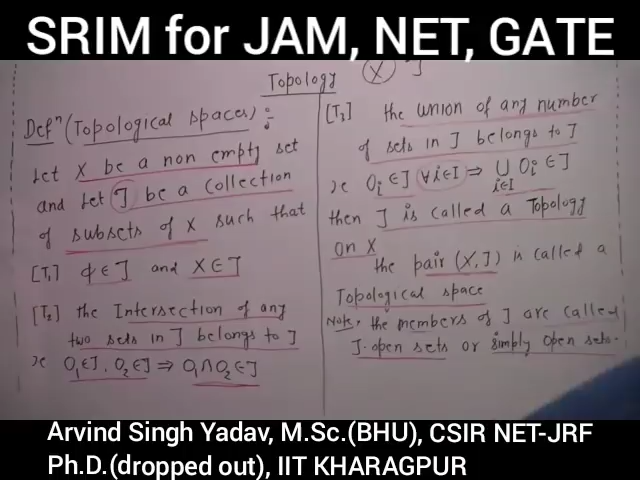 SRIM for JAM, NET, GATE
Topology
Defⁿ (Topological spaces) :-
Let X be a non empty set
and let J be a collection
of subsets of X such that
[T₁] ϕ∈J and X∈J
[T₂] the Intersection of any
two sets in J belongs to J
ie O₁∈J, O₂∈J ⇒ O₁∩O₂∈J
X J
[T₃] the union of any number
of sets in J belongs to J
ie Oᵢ∈J ∀i∈I ⇒ ⋃ Oᵢ∈J
i∈I
then J is called a Topology
on X
the pair (X, J) is called a
Topological space
Note, the members of J are called
J-open sets or simply open sets.
Arvind Singh Yadav, M.Sc.(BHU), CSIR NET-JRF
Ph.D.(dropped out), IIT KHARAGPUR